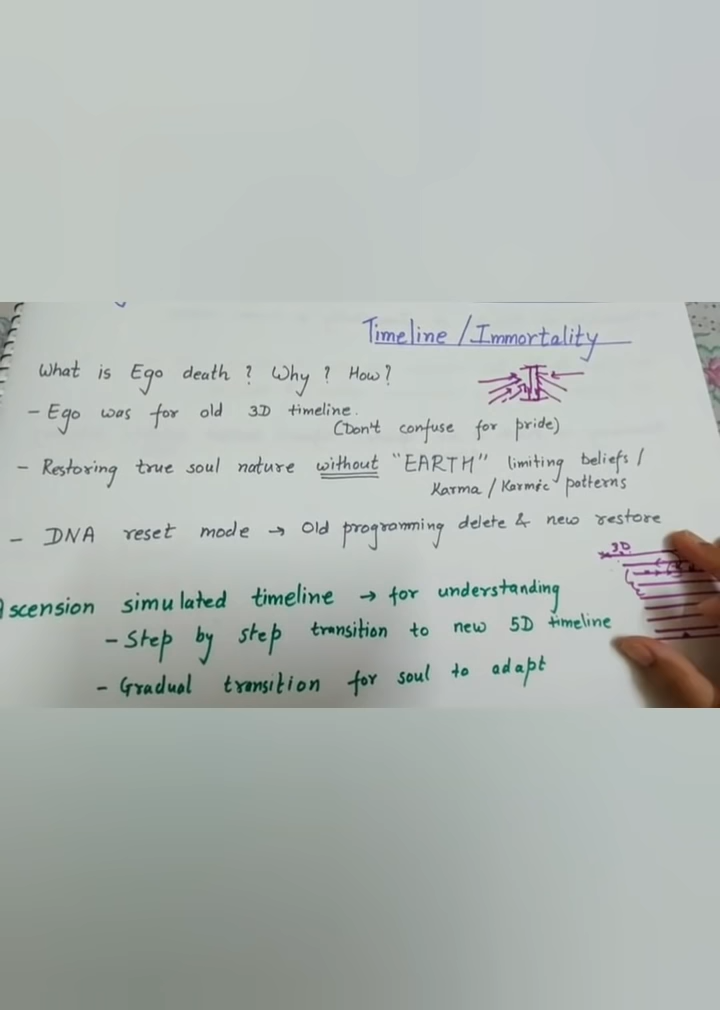 Timeline / Immortality
What is Ego death ? Why ? How ?
- Ego was for old 3D timeline.
(Don't confuse for pride)
- Restoring true soul nature without "EARTH" limiting beliefs /
Karma / Karmic patterns
- DNA reset mode → Old programming delete & new restore
3D
Ascension simulated timeline → for understanding
- Step by step transition to new 5D timeline
- Gradual transition for soul to adapt